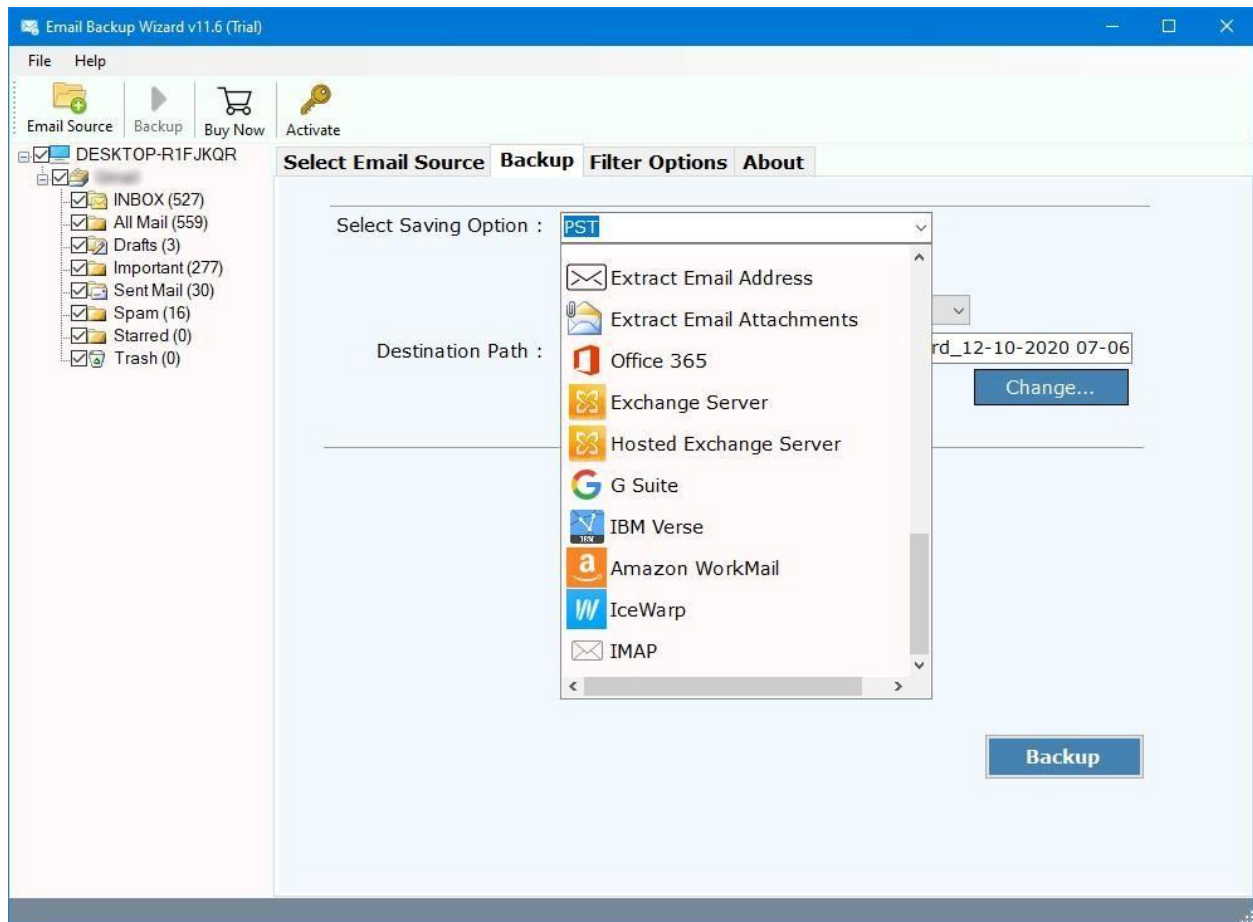 Email Backup Wizard v11.6 (Trial)
File Help
Email Source Backup Buy Now Activate
DESKTOP-R1FJKQR
INBOX (527)
All Mail (559)
Drafts (3)
Important (277)
Sent Mail (30)
Spam (16)
Starred (0)
Trash (0)
Select Email Source Backup Filter Options About
Select Saving Option : PST
Extract Email Address
Extract Email Attachments
Office 365
Exchange Server
Hosted Exchange Server
G Suite
IBM Verse
Amazon WorkMail
IceWarp
IMAP
Destination Path : rd_12-10-2020 07-06
Change...
Backup